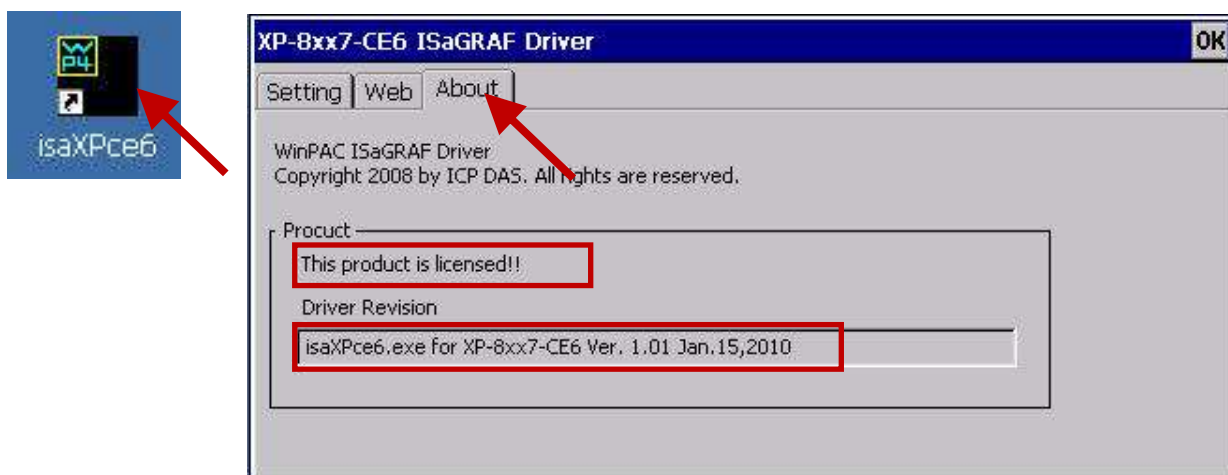 W
P4
isaXPce6
XP-8xx7-CE6 ISaGRAF Driver
OK
Setting
Web
About
WinPAC ISaGRAF Driver
Copyright 2008 by ICP DAS. All rights are reserved.
Procuct
This product is licensed!!
Driver Revision
isaXPce6.exe for XP-8xx7-CE6 Ver. 1.01 Jan.15,2010